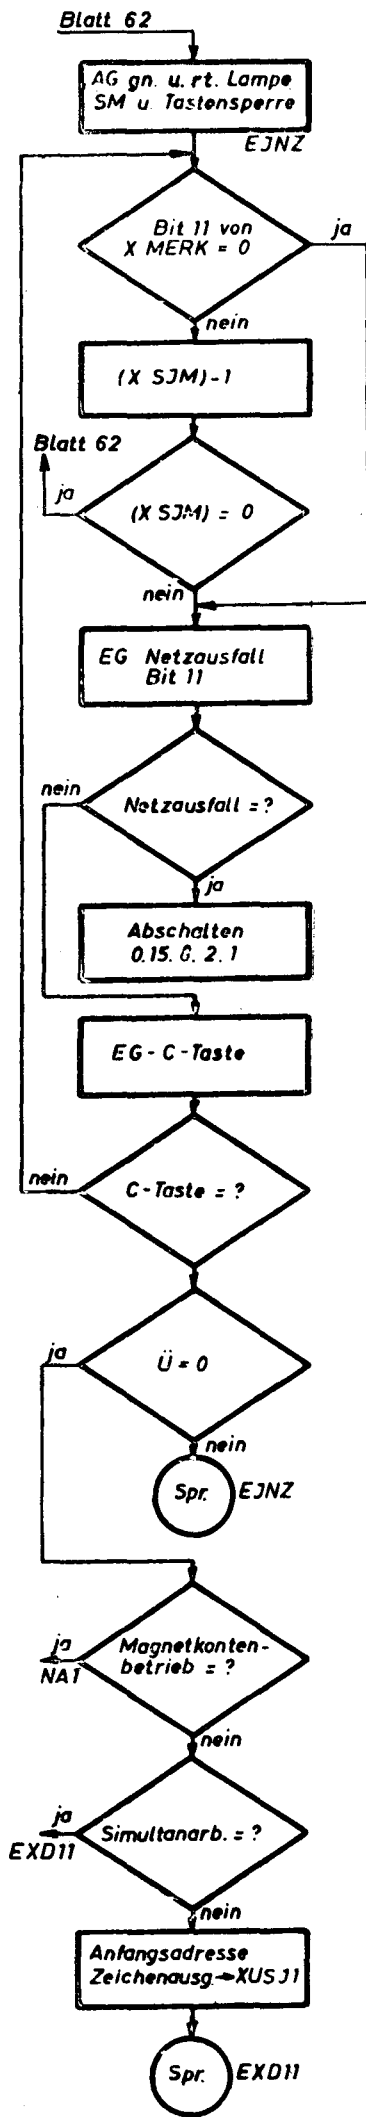 Blatt 62
AG gn. u. rt. Lampe
SM u. Tastensperre
EJNZ
Bit 11 von
X MERK = 0
ja
nein
(X SJM)-1
Blatt 62
ja
(X SJM) = 0
nein
EG Netzausfall
Bit 11
nein
Netzausfall = ?
ja
Abschalten
0.15. 2. 1
EG - C-Taste
nein
C-Taste = ?
ja
Ü = 0
nein
Spr.
EJNZ
ja
NA1
Magnetkonten-
betrieb = ?
nein
ja
EXD11
Simultanarb. = ?
nein
Anfangsadresse
Zeichenausg.→XUSJ1
Spr.
EXD11